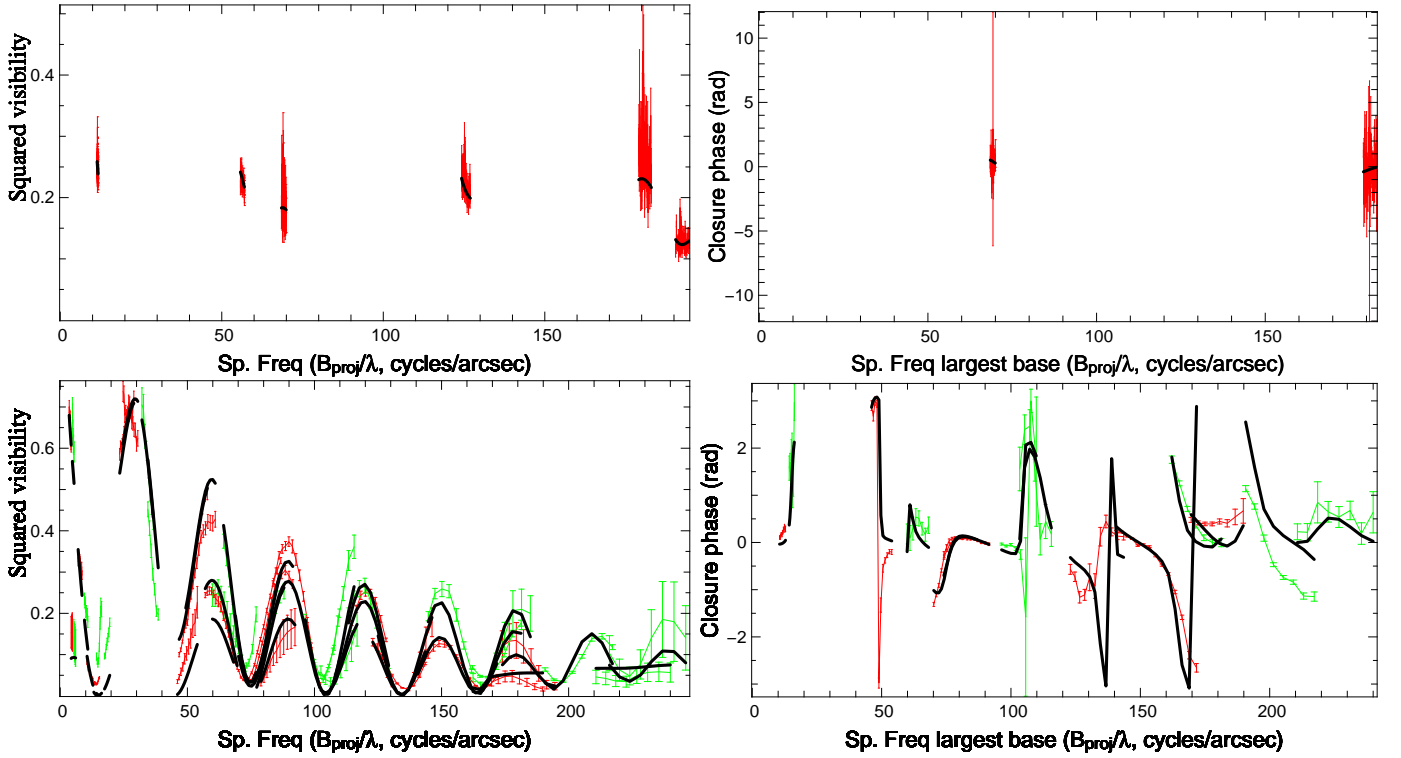 Squared visibility
0.4
0.2
0 50 100 150
Sp. Freq (Bproj/λ, cycles/arcsec)
Closure phase (rad)
10
5
0
−5
−10
0 50 100 150
Sp. Freq largest base (Bproj/λ, cycles/arcsec)
Squared visibility
0.6
0.4
0.2
0 50 100 150 200
Sp. Freq (Bproj/λ, cycles/arcsec)
Closure phase (rad)
2
0
−2
0 50 100 150 200
Sp. Freq largest base (Bproj/λ, cycles/arcsec)